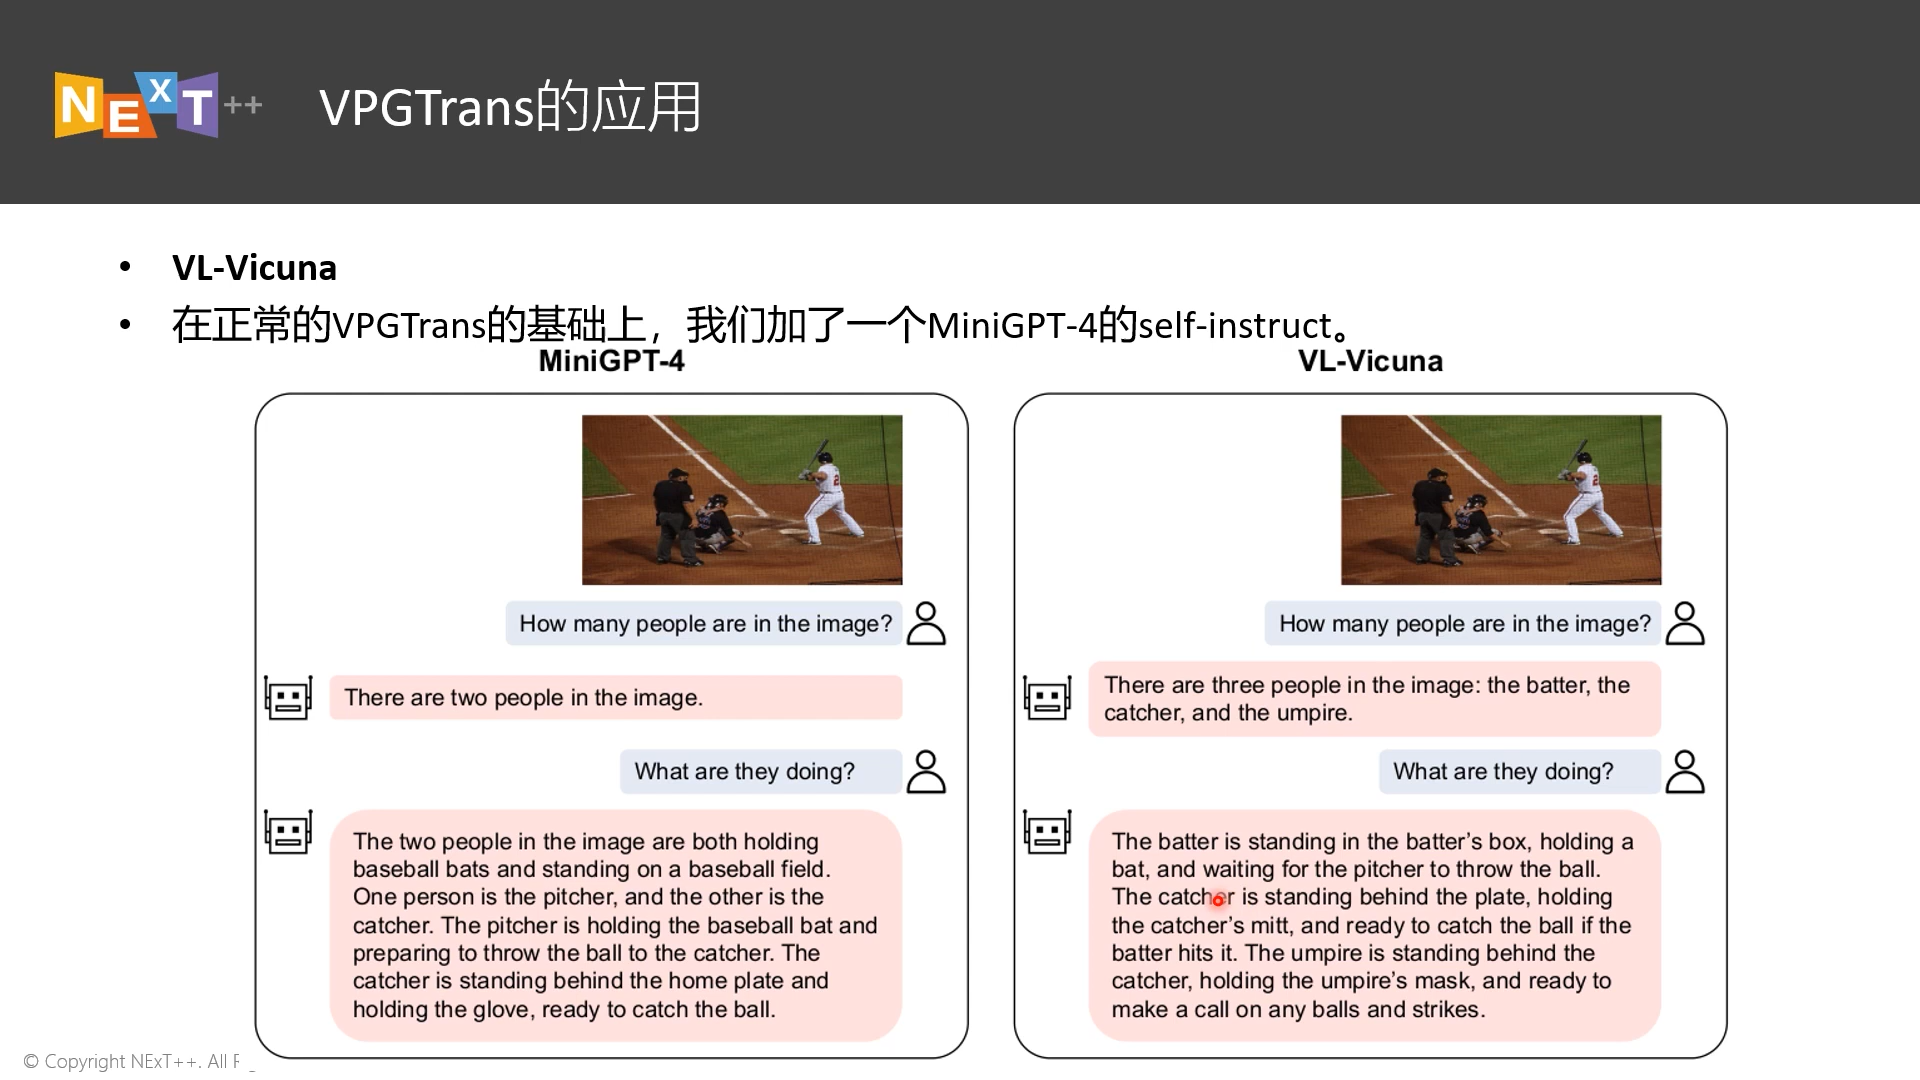 NExT++
VPGTrans的应用
• VL-Vicuna
• 在正常的VPGTrans的基础上，我们加了一个MiniGPT-4的self-instruct。
MiniGPT-4
How many people are in the image?
There are two people in the image.
What are they doing?
The two people in the image are both holding
baseball bats and standing on a baseball field.
One person is the pitcher, and the other is the
catcher. The pitcher is holding the baseball bat and
preparing to throw the ball to the catcher. The
catcher is standing behind the home plate and
holding the glove, ready to catch the ball.
VL-Vicuna
2
How many people are in the image?
There are three people in the image: the batter, the
catcher, and the umpire.
What are they doing?
The batter is standing in the batter’s box, holding a
bat, and waiting for the pitcher to throw the ball.
The catcher is standing behind the plate, holding
the catcher’s mitt, and ready to catch the ball if the
batter hits it. The umpire is standing behind the
catcher, holding the umpire’s mask, and ready to
make a call on any balls and strikes.
© Copyright NExT++. All